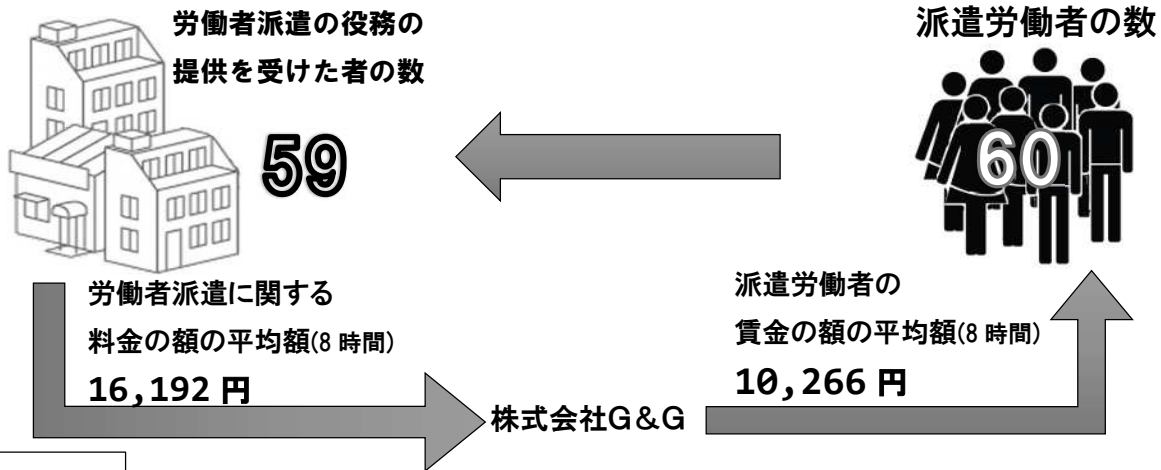 労働者派遣の役務の
提供を受けた者の数
59
派遣労働者の数
60
労働者派遣に関する
料金の額の平均額(8 時間)
16,192 円
派遣労働者の
賃金の額の平均額(8 時間)
10,266 円
株式会社G&G